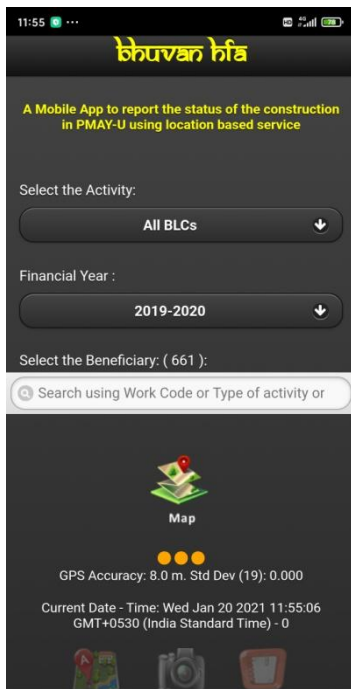 11:55
bhuvan hfa
A Mobile App to report the status of the construction
in PMAY-U using location based service
Select the Activity:
All BLCs
Financial Year :
2019-2020
Select the Beneficiary: ( 661 ):
Search using Work Code or Type of activity or
Map
GPS Accuracy: 8.0 m. Std Dev (19): 0.000
Current Date - Time: Wed Jan 20 2021 11:55:06
GMT+0530 (India Standard Time) - 0